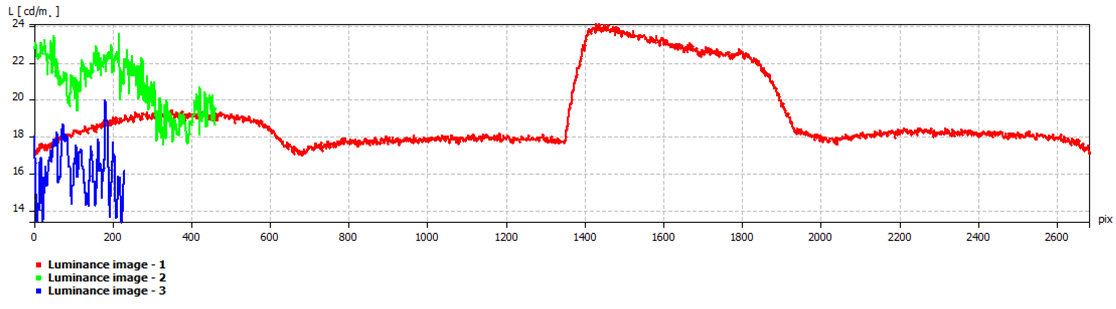 L [ cd/m. ]
24
22
20
18
16
14
0 200 400 600 800 1000 1200 1400 1600 1800 2000 2200 2400 2600
pix
Luminance image - 1
Luminance image - 2
Luminance image - 3